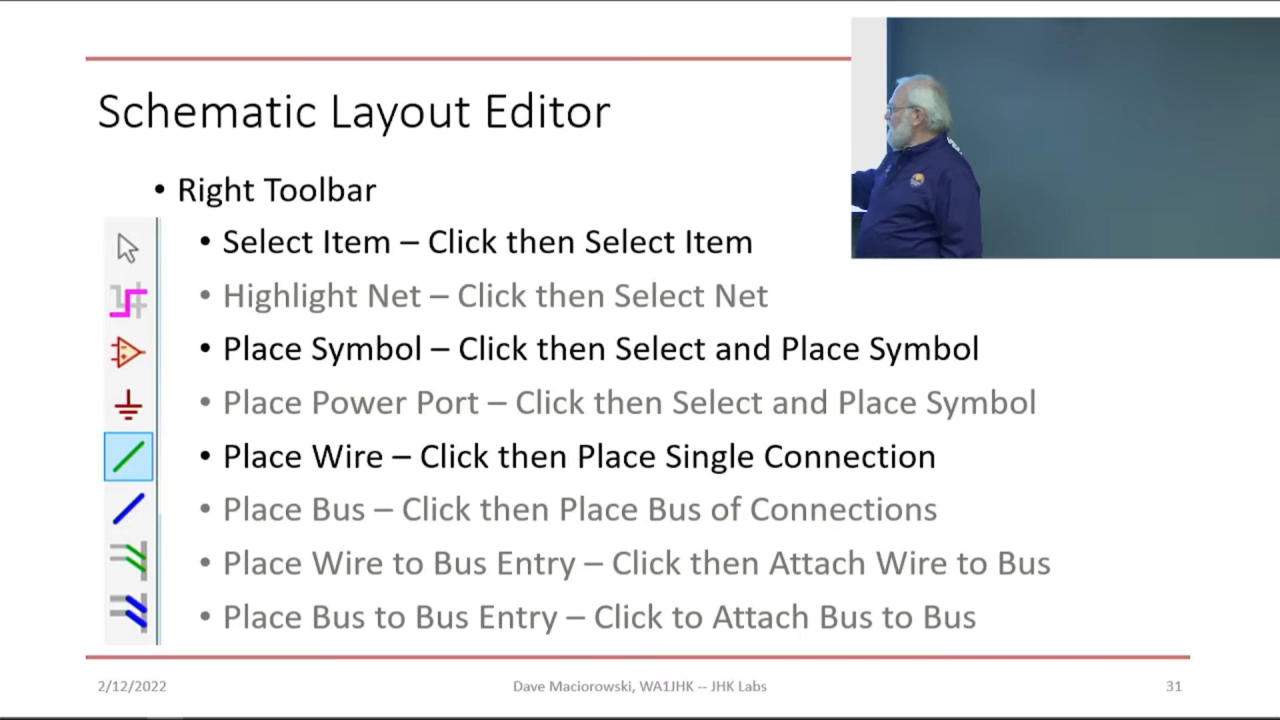 Schematic Layout Editor
• Right Toolbar
• Select Item – Click then Select Item
• Highlight Net – Click then Select Net
• Place Symbol – Click then Select and Place Symbol
• Place Power Port – Click then Select and Place Symbol
• Place Wire – Click then Place Single Connection
• Place Bus – Click then Place Bus of Connections
• Place Wire to Bus Entry – Click then Attach Wire to Bus
• Place Bus to Bus Entry – Click to Attach Bus to Bus
2/12/2022
Dave Maciorowski, WA1JHK -- JHK Labs
31